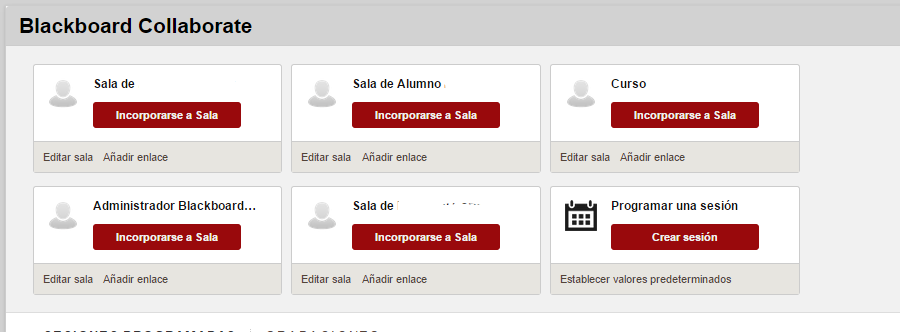 Blackboard Collaborate
Sala de
Incorporarse a Sala
Editar sala Añadir enlace
Sala de Alumno
Incorporarse a Sala
Editar sala Añadir enlace
Curso
Incorporarse a Sala
Editar sala Añadir enlace
Administrador Blackboard...
Incorporarse a Sala
Editar sala Añadir enlace
Sala de
Incorporarse a Sala
Editar sala Añadir enlace
Programar una sesión
Crear sesión
Establecer valores predeterminados